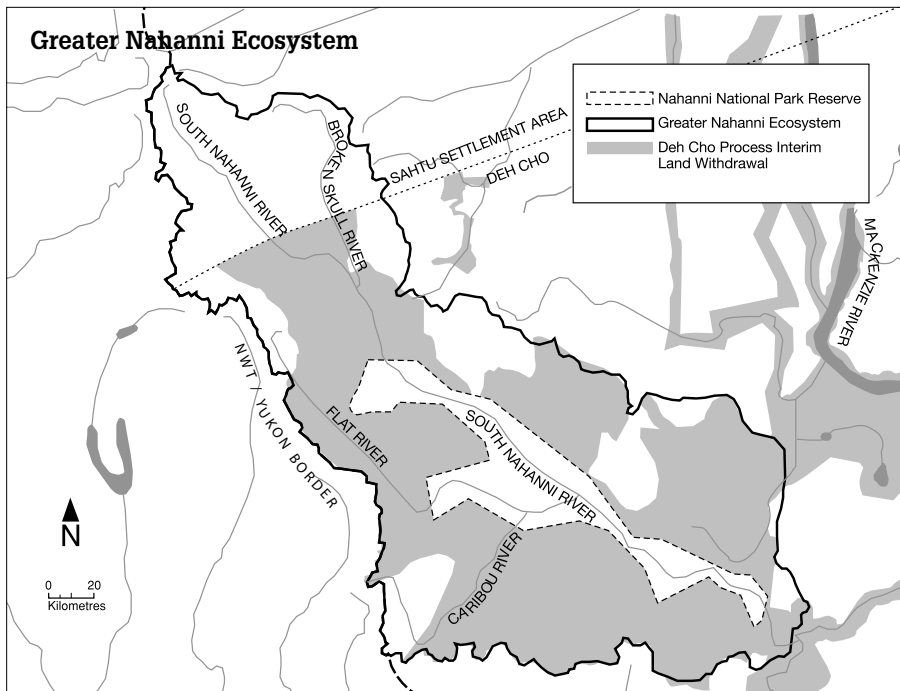 Greater Nahanni Ecosystem
Nahanni National Park Reserve
Greater Nahanni Ecosystem
Deh Cho Process Interim
Land Withdrawal
SOUTH NAHANNI RIVER
BROKEN SKULL RIVER
SAHTU SETTLEMENT AREA
DEH CHO
MACKENZIE RIVER
NWT / YUKON BORDER
FLAT RIVER
SOUTH NAHANNI RIVER
CARIBOU RIVER
N
0 20
Kilometres